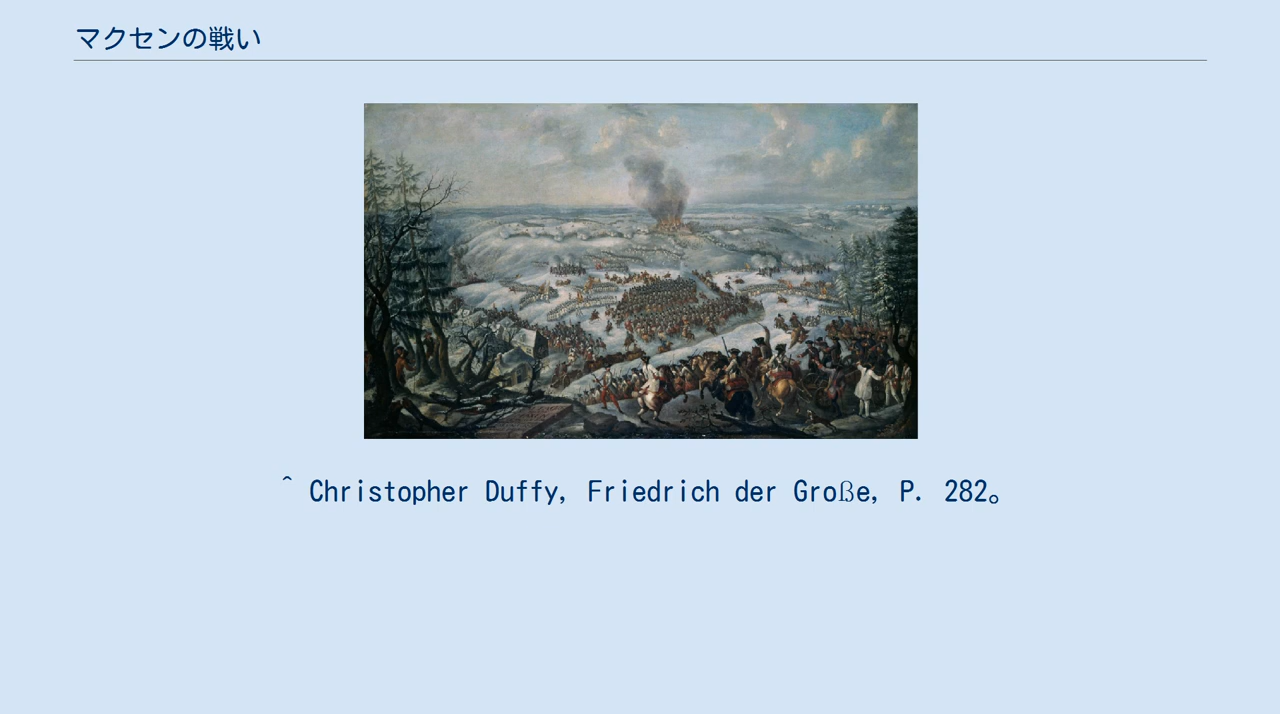 マクセンの戦い
^ Christopher Duffy, Friedrich der Große, P. 282。